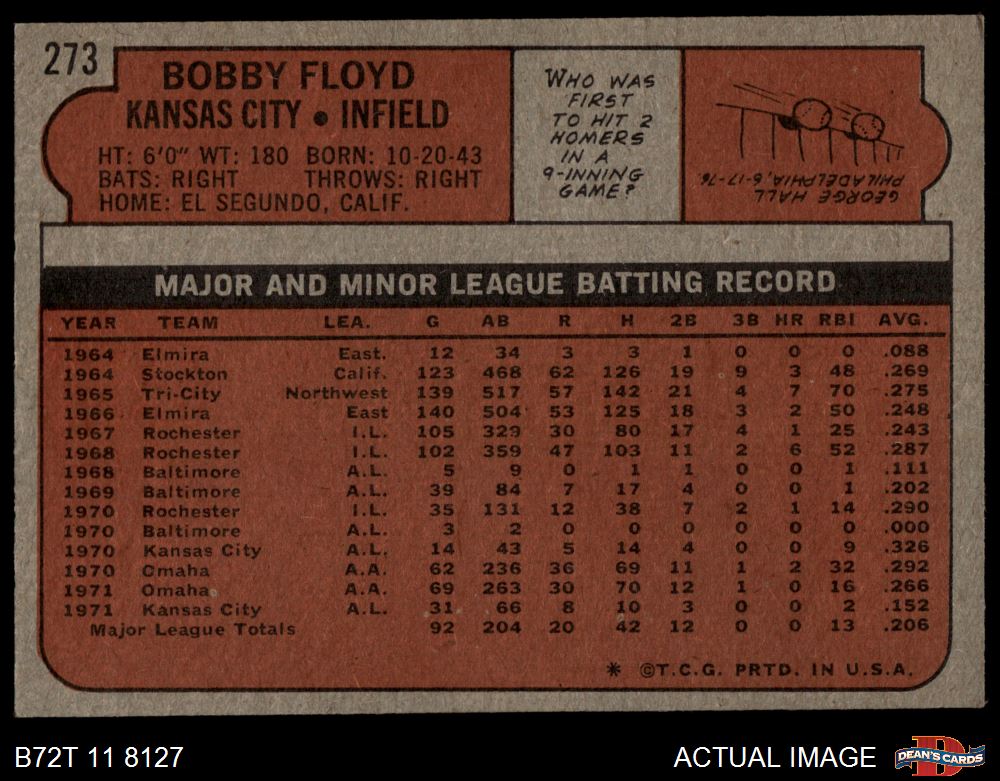 273
BOBBY FLOYD
KANSAS CITY • INFIELD
HT: 6'0" WT: 180 BORN: 10-20-43
BATS: RIGHT THROWS: RIGHT
HOME: EL SEGUNDO, CALIF.
WHO WAS
FIRST
TO HIT 2
HOMERS
IN A
9-INNING
GAME?
GEORGE HALL
PHILADELPHIA, 6-17-76.
MAJOR AND MINOR LEAGUE BATTING RECORD
YEAR TEAM LEA. G AB R H 2B 3B HR RBI AVG.
1964 Elmira East. 12 34 3 3 1 0 0 0 .088
1964 Stockton Calif. 123 468 62 126 19 9 3 48 .269
1965 Tri-City Northwest 139 517 57 142 21 4 7 70 .275
1966 Elmira East 140 504 53 125 18 3 2 50 .248
1967 Rochester I.L. 105 329 30 80 17 4 1 25 .243
1968 Rochester I.L. 102 359 47 103 11 2 6 52 .287
1968 Baltimore A.L. 5 9 0 1 1 0 0 1 .111
1969 Baltimore A.L. 39 84 7 17 4 0 0 1 .202
1970 Rochester I.L. 35 131 12 38 7 2 1 14 .290
1970 Baltimore A.L. 3 2 0 0 0 0 0 0 .000
1970 Kansas City A.L. 14 43 5 14 4 0 0 9 .326
1970 Omaha A.A. 62 236 36 69 11 1 2 32 .292
1971 Omaha A.A. 69 263 30 70 12 1 0 16 .266
1971 Kansas City A.L. 31 66 8 10 3 0 0 2 .152
Major League Totals 92 204 20 42 12 0 0 13 .206
* ©T.C.G. PRTD. IN U.S.A.
B72T 11 8127
ACTUAL IMAGE
D
DEAN'S CARDS